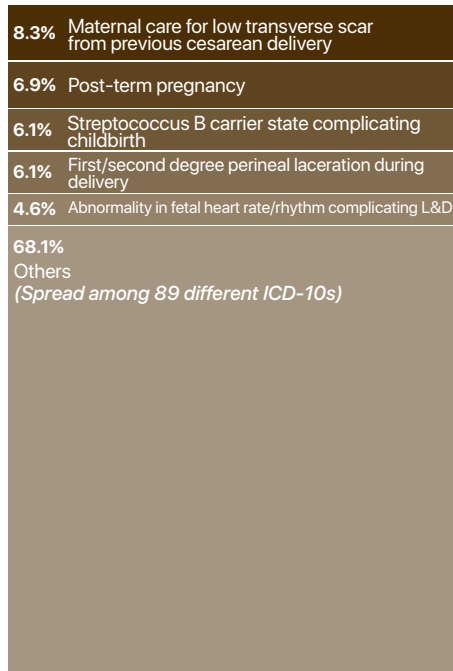 8.3% Maternal care for low transverse scar
from previous cesarean delivery
6.9% Post-term pregnancy
6.1% Streptococcus B carrier state complicating
childbirth
6.1% First/second degree perineal laceration during
delivery
4.6% Abnormality in fetal heart rate/rhythm complicating L&D
68.1%
Others
(Spread among 89 different ICD-10s)